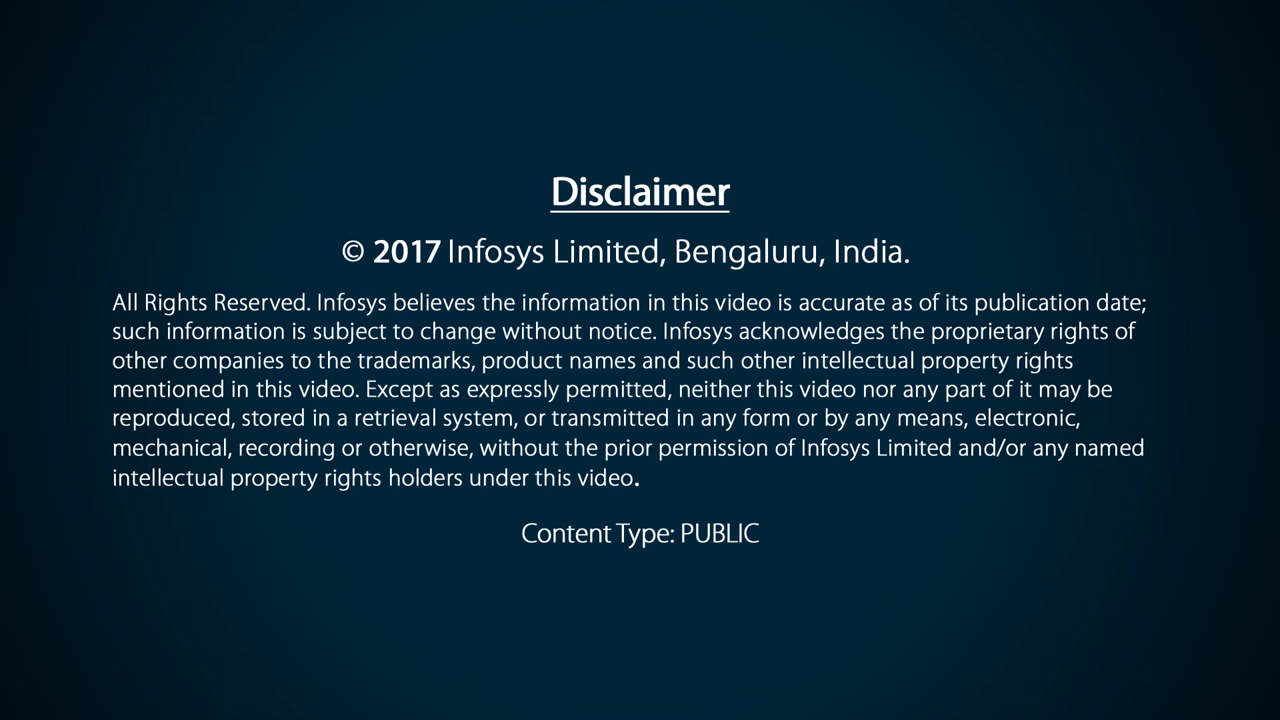 Disclaimer
© 2017 Infosys Limited, Bengaluru, India.
All Rights Reserved. Infosys believes the information in this video is accurate as of its publication date;
such information is subject to change without notice. Infosys acknowledges the proprietary rights of
other companies to the trademarks, product names and such other intellectual property rights
mentioned in this video. Except as expressly permitted, neither this video nor any part of it may be
reproduced, stored in a retrieval system, or transmitted in any form or by any means, electronic,
mechanical, recording or otherwise, without the prior permission of Infosys Limited and/or any named
intellectual property rights holders under this video.
Content Type: PUBLIC